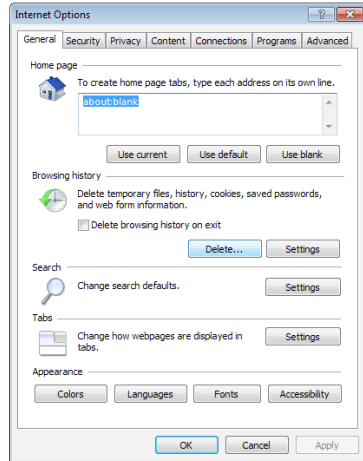 Internet Options
General Security Privacy Content Connections Programs Advanced
Home page
To create home page tabs, type each address on its own line.
about:blank
Use current Use default Use blank
Browsing history
Delete temporary files, history, cookies, saved passwords,
and web form information.
Delete browsing history on exit
Delete... Settings
Search
Change search defaults. Settings
Tabs
Change how webpages are displayed in
tabs.
Settings
Appearance
Colors Languages Fonts Accessibility
OK Cancel Apply